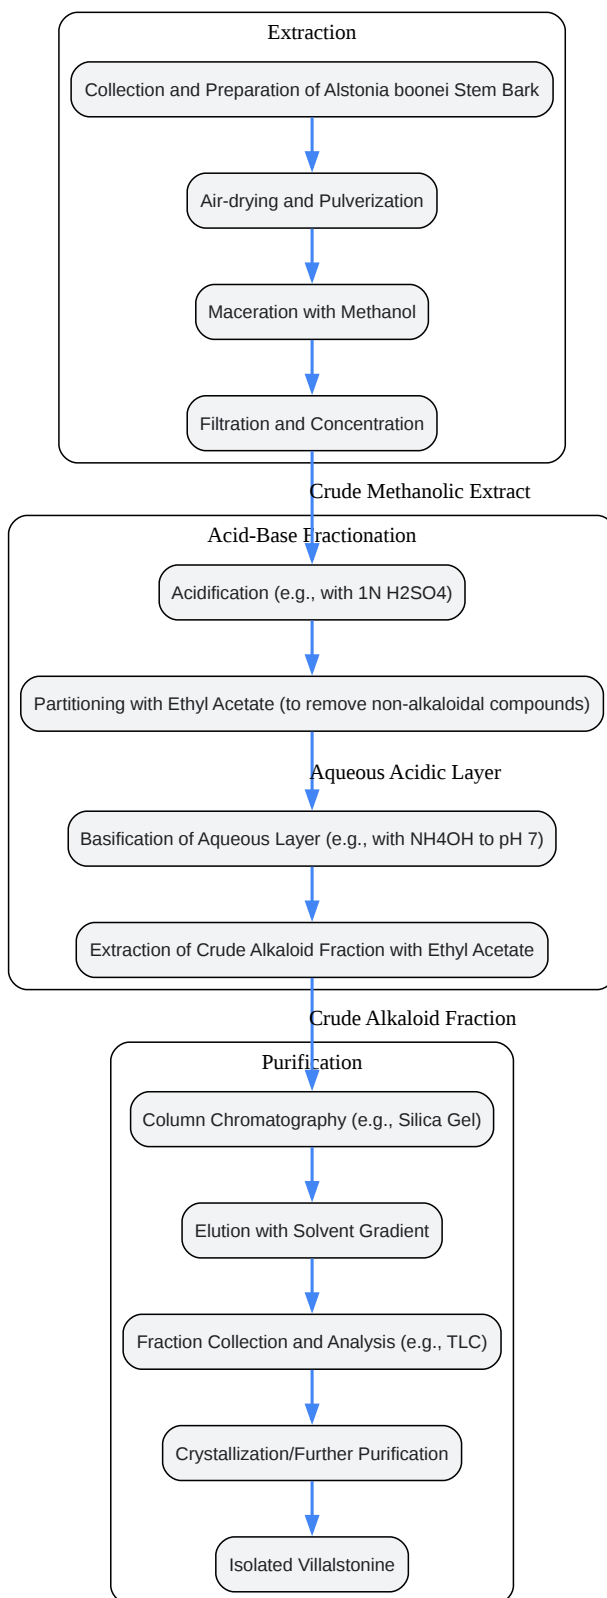 Extraction
Collection and Preparation of Alstonia boonei Stem Bark
Air-drying and Pulverization
Maceration with Methanol
Filtration and Concentration
Crude Methanolic Extract
Acid-Base Fractionation
Acidification (e.g., with 1N H2SO4)
Partitioning with Ethyl Acetate (to remove non-alkaloidal compounds)
Aqueous Acidic Layer
Basification of Aqueous Layer (e.g., with NH4OH to pH 7)
Extraction of Crude Alkaloid Fraction with Ethyl Acetate
Crude Alkaloid Fraction
Purification
Column Chromatography (e.g., Silica Gel)
Elution with Solvent Gradient
Fraction Collection and Analysis (e.g., TLC)
Crystallization/Further Purification
Isolated Villalstonine